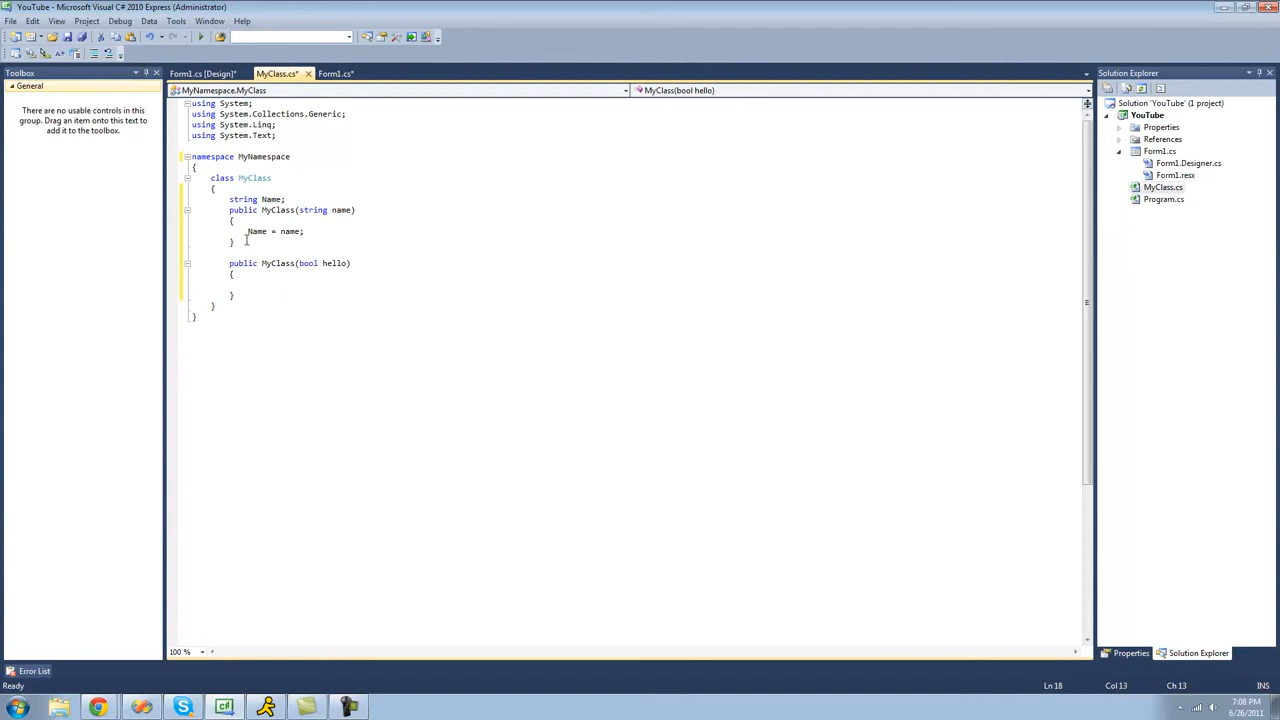 YouTube - Microsoft Visual C# 2010 Express (Administrator)
File Edit View Project Debug Data Tools Window Help
Toolbox
General
There are no usable controls in this
group. Drag an item onto this text to
add it to the toolbox.
Form1.cs [Design]* MyClass.cs* Form1.cs*
MyNamespace.MyClass MyClass(bool hello)
using System;
using System.Collections.Generic;
using System.Linq;
using System.Text;
namespace MyNamespace
{
class MyClass
{
string Name;
public MyClass(string name)
{
Name = name;
}
public MyClass(bool hello)
{
}
}
}
100 %
Solution Explorer
Solution 'YouTube' (1 project)
YouTube
Properties
References
Form1.cs
Form1.Designer.cs
Form1.resx
MyClass.cs
Program.cs
Properties Solution Explorer
Error List
Ready Ln 18 Col 13 Ch 13 INS
7:08 PM
6/26/2011